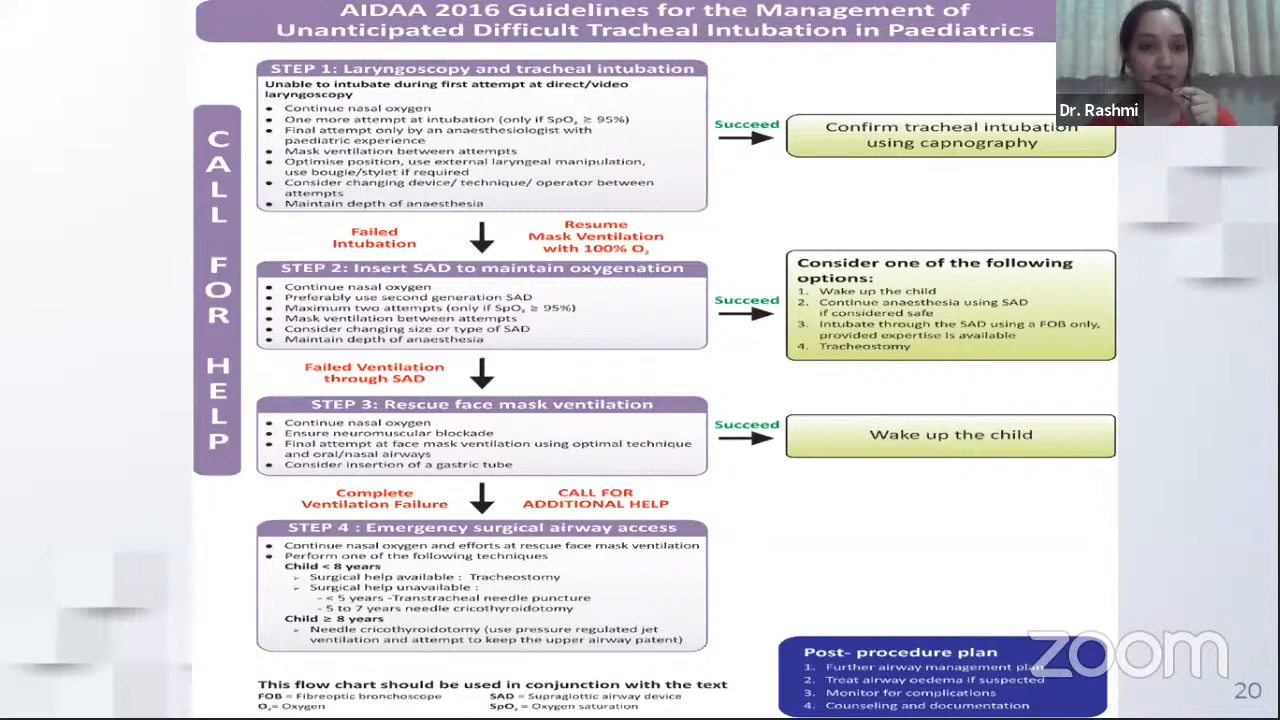 AIDAA 2016 Guidelines for the Management of
Unanticipated Difficult Tracheal Intubation in Paediatrics
Dr. Rashmi
CALL FOR HELP
STEP 1: Laryngoscopy and tracheal intubation
Unable to intubate during first attempt at direct/video
laryngoscopy
• Continue nasal oxygen
• One more attempt at intubation (only if SpO₂ ≥ 95%)
• Final attempt only by an anaesthesiologist with
paediatric experience
• Mask ventilation between attempts
• Optimise position, use external laryngeal manipulation,
use bougie/stylet if required
• Consider changing device/ technique/ operator between
attempts
• Maintain depth of anaesthesia
Succeed
Confirm tracheal intubation
using capnography
Failed
Intubation
Resume
Mask Ventilation
with 100% O₂
STEP 2: Insert SAD to maintain oxygenation
• Continue nasal oxygen
• Preferably use second generation SAD
• Maximum two attempts (only if SpO₂ ≥ 95%)
• Mask ventilation between attempts
• Consider changing size or type of SAD
• Maintain depth of anaesthesia
Succeed
Consider one of the following
options:
1. Wake up the child
2. Continue anaesthesia using SAD
if considered safe
3. Intubate through the SAD using a FOB only,
provided expertise is available
4. Tracheostomy
Failed Ventilation
through SAD
STEP 3: Rescue face mask ventilation
• Continue nasal oxygen
• Ensure neuromuscular blockade
• Final attempt at face mask ventilation using optimal technique
and oral/nasal airways
• Consider insertion of a gastric tube
Succeed
Wake up the child
Complete
Ventilation Failure
CALL FOR
ADDITIONAL HELP
STEP 4 : Emergency surgical airway access
• Continue nasal oxygen and efforts at rescue face mask ventilation
• Perform one of the following techniques
Child < 8 years
➢ Surgical help available : Tracheostomy
➢ Surgical help unavailable :
- < 5 years -Transtracheal needle puncture
- 5 to 7 years needle cricothyroidotomy
Child ≥ 8 years
➢ Needle cricothyroidotomy (use pressure regulated jet
ventilation and attempt to keep the upper airway patent)
Post- procedure plan
1. Further airway management plan
2. Treat airway oedema if suspected
3. Monitor for complications
4. Counseling and documentation
zoom
20
This flow chart should be used in conjunction with the text
FOB = Fibreoptic bronchoscope SAD = Supraglottic airway device
O₂= Oxygen SpO₂ = Oxygen saturation